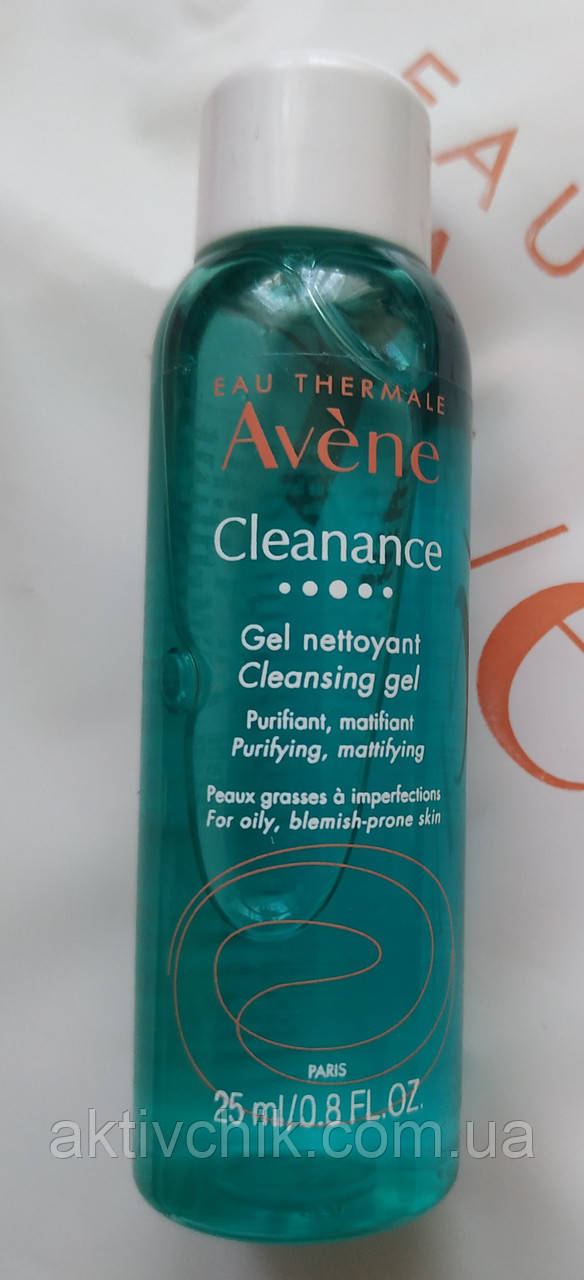 EAU
EAU THERMALE
Avène
Cleanance
Gel nettoyant
Cleansing gel
Purifiant, matifiant
Purifying, mattifying
Peaux grasses à imperfections
For oily, blemish-prone skin
PARIS
25 ml/0.8 FL.OZ.
aktivchik.com.ua